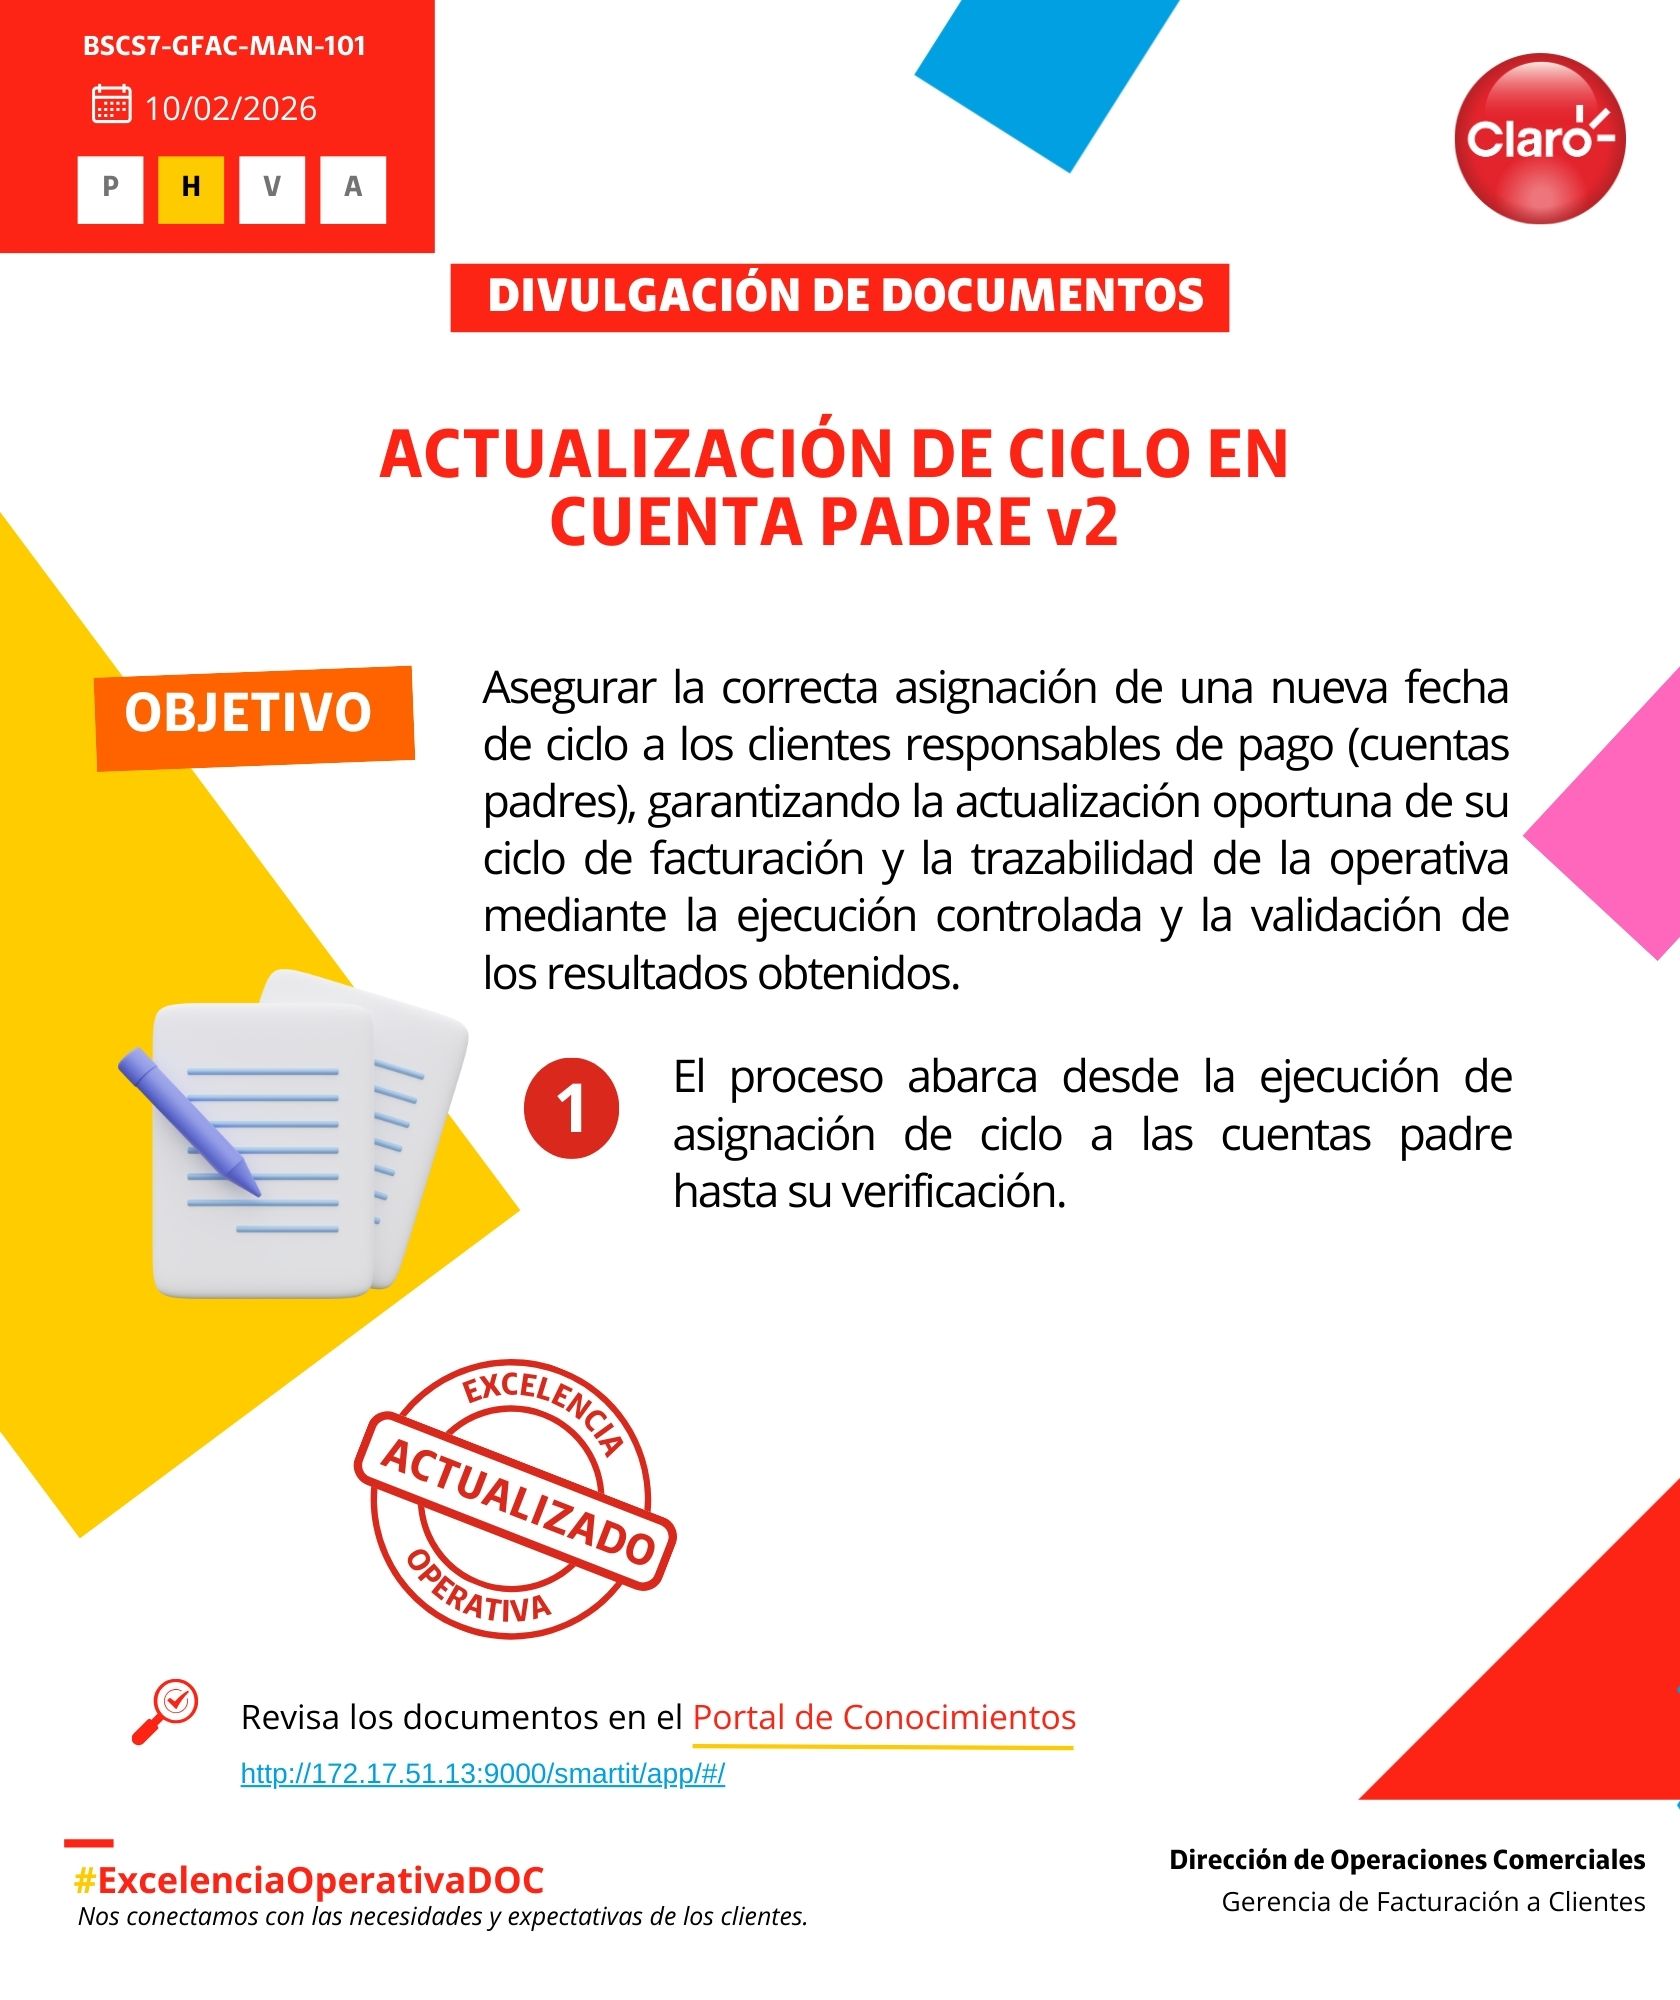 BSCS7-GFAC-MAN-101
10/02/2026
P H V A
Claro
DIVULGACIÓN DE DOCUMENTOS
ACTUALIZACIÓN DE CICLO EN
CUENTA PADRE v2
OBJETIVO
Asegurar la correcta asignación de una nueva fecha
de ciclo a los clientes responsables de pago (cuentas
padres), garantizando la actualización oportuna de su
ciclo de facturación y la trazabilidad de la operativa
mediante la ejecución controlada y la validación de
los resultados obtenidos.
1
El proceso abarca desde la ejecución de
asignación de ciclo a las cuentas padre
hasta su verificación.
EXCELENCIA
ACTUALIZADO
OPERATIVA
Revisa los documentos en el Portal de Conocimientos
http://172.17.51.13:9000/smartit/app/#/
#ExcelenciaOperativaDOC
Nos conectamos con las necesidades y expectativas de los clientes.
Dirección de Operaciones Comerciales
Gerencia de Facturación a Clientes